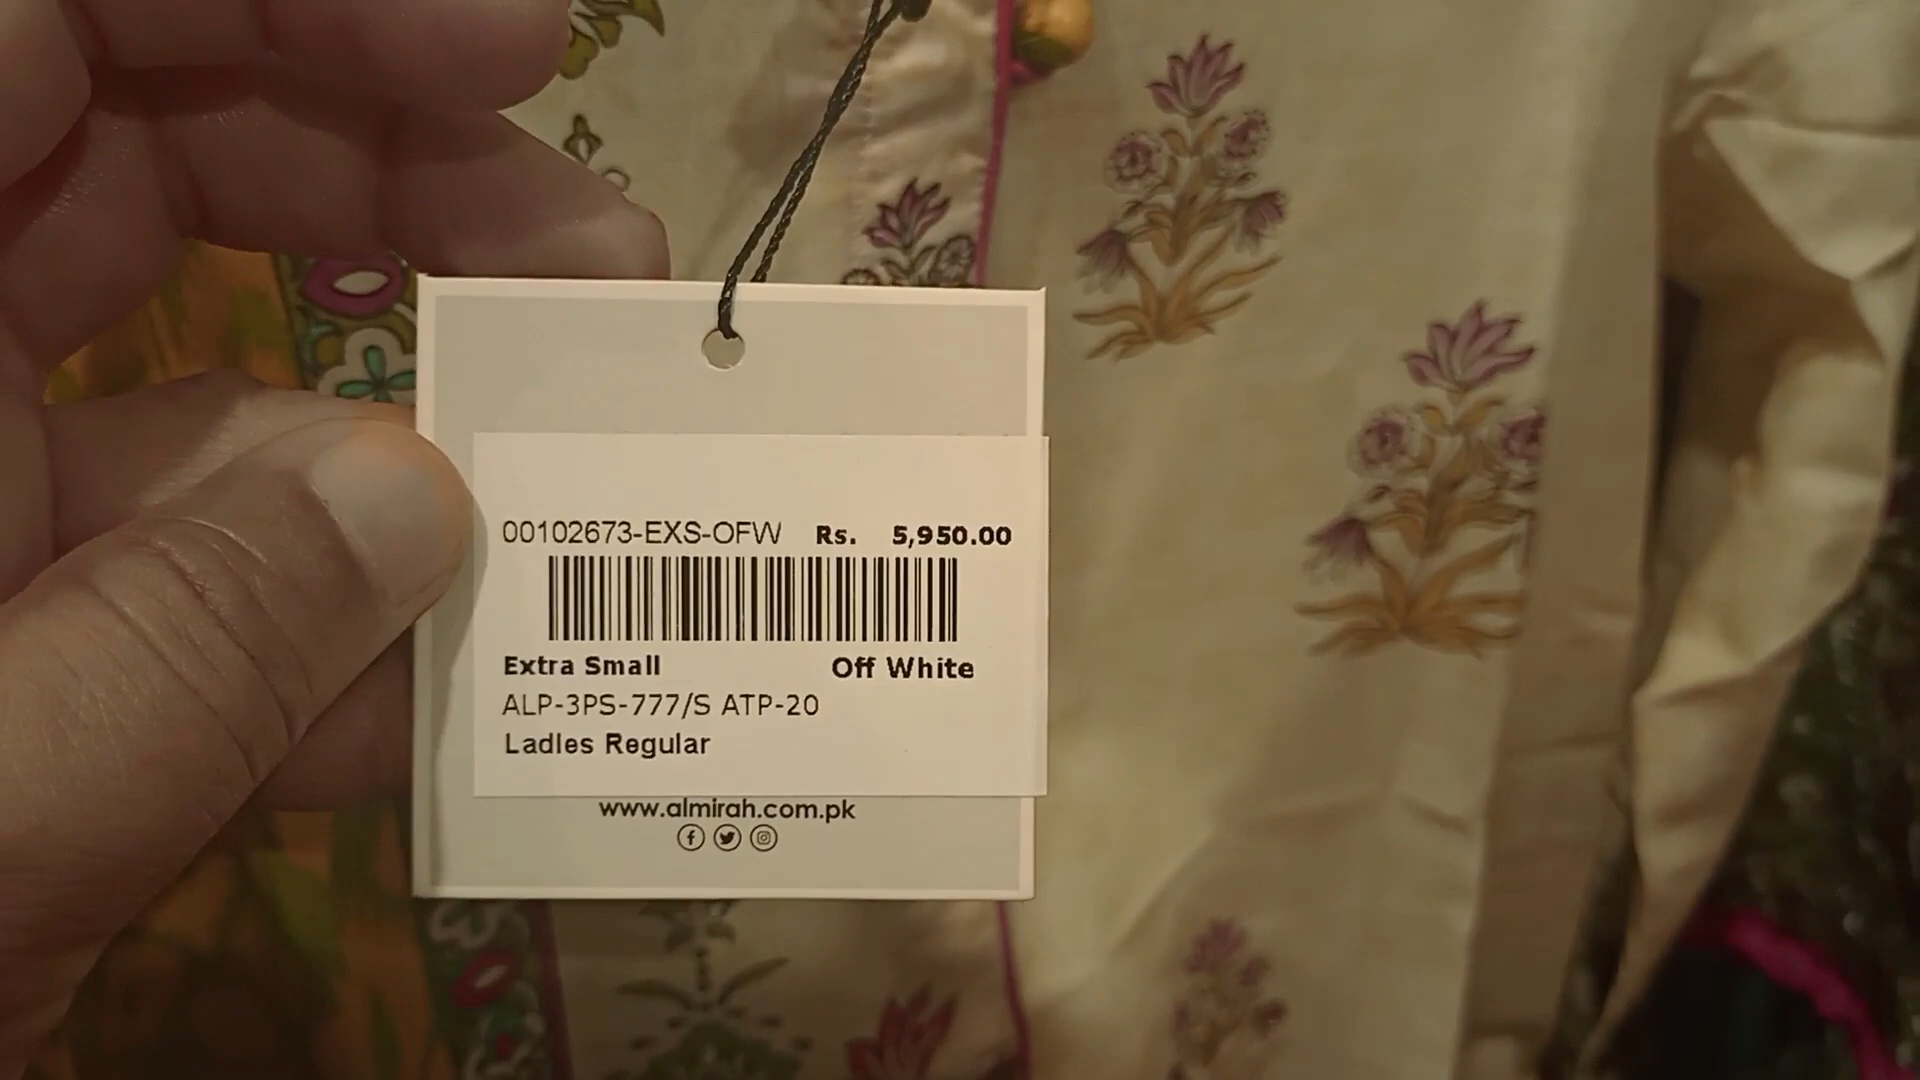 00102673-EXS-OFW Rs. 5,950.00
Extra Small Off White
ALP-3PS-777/S ATP-20
Ladles Regular
www.almirah.com.pk